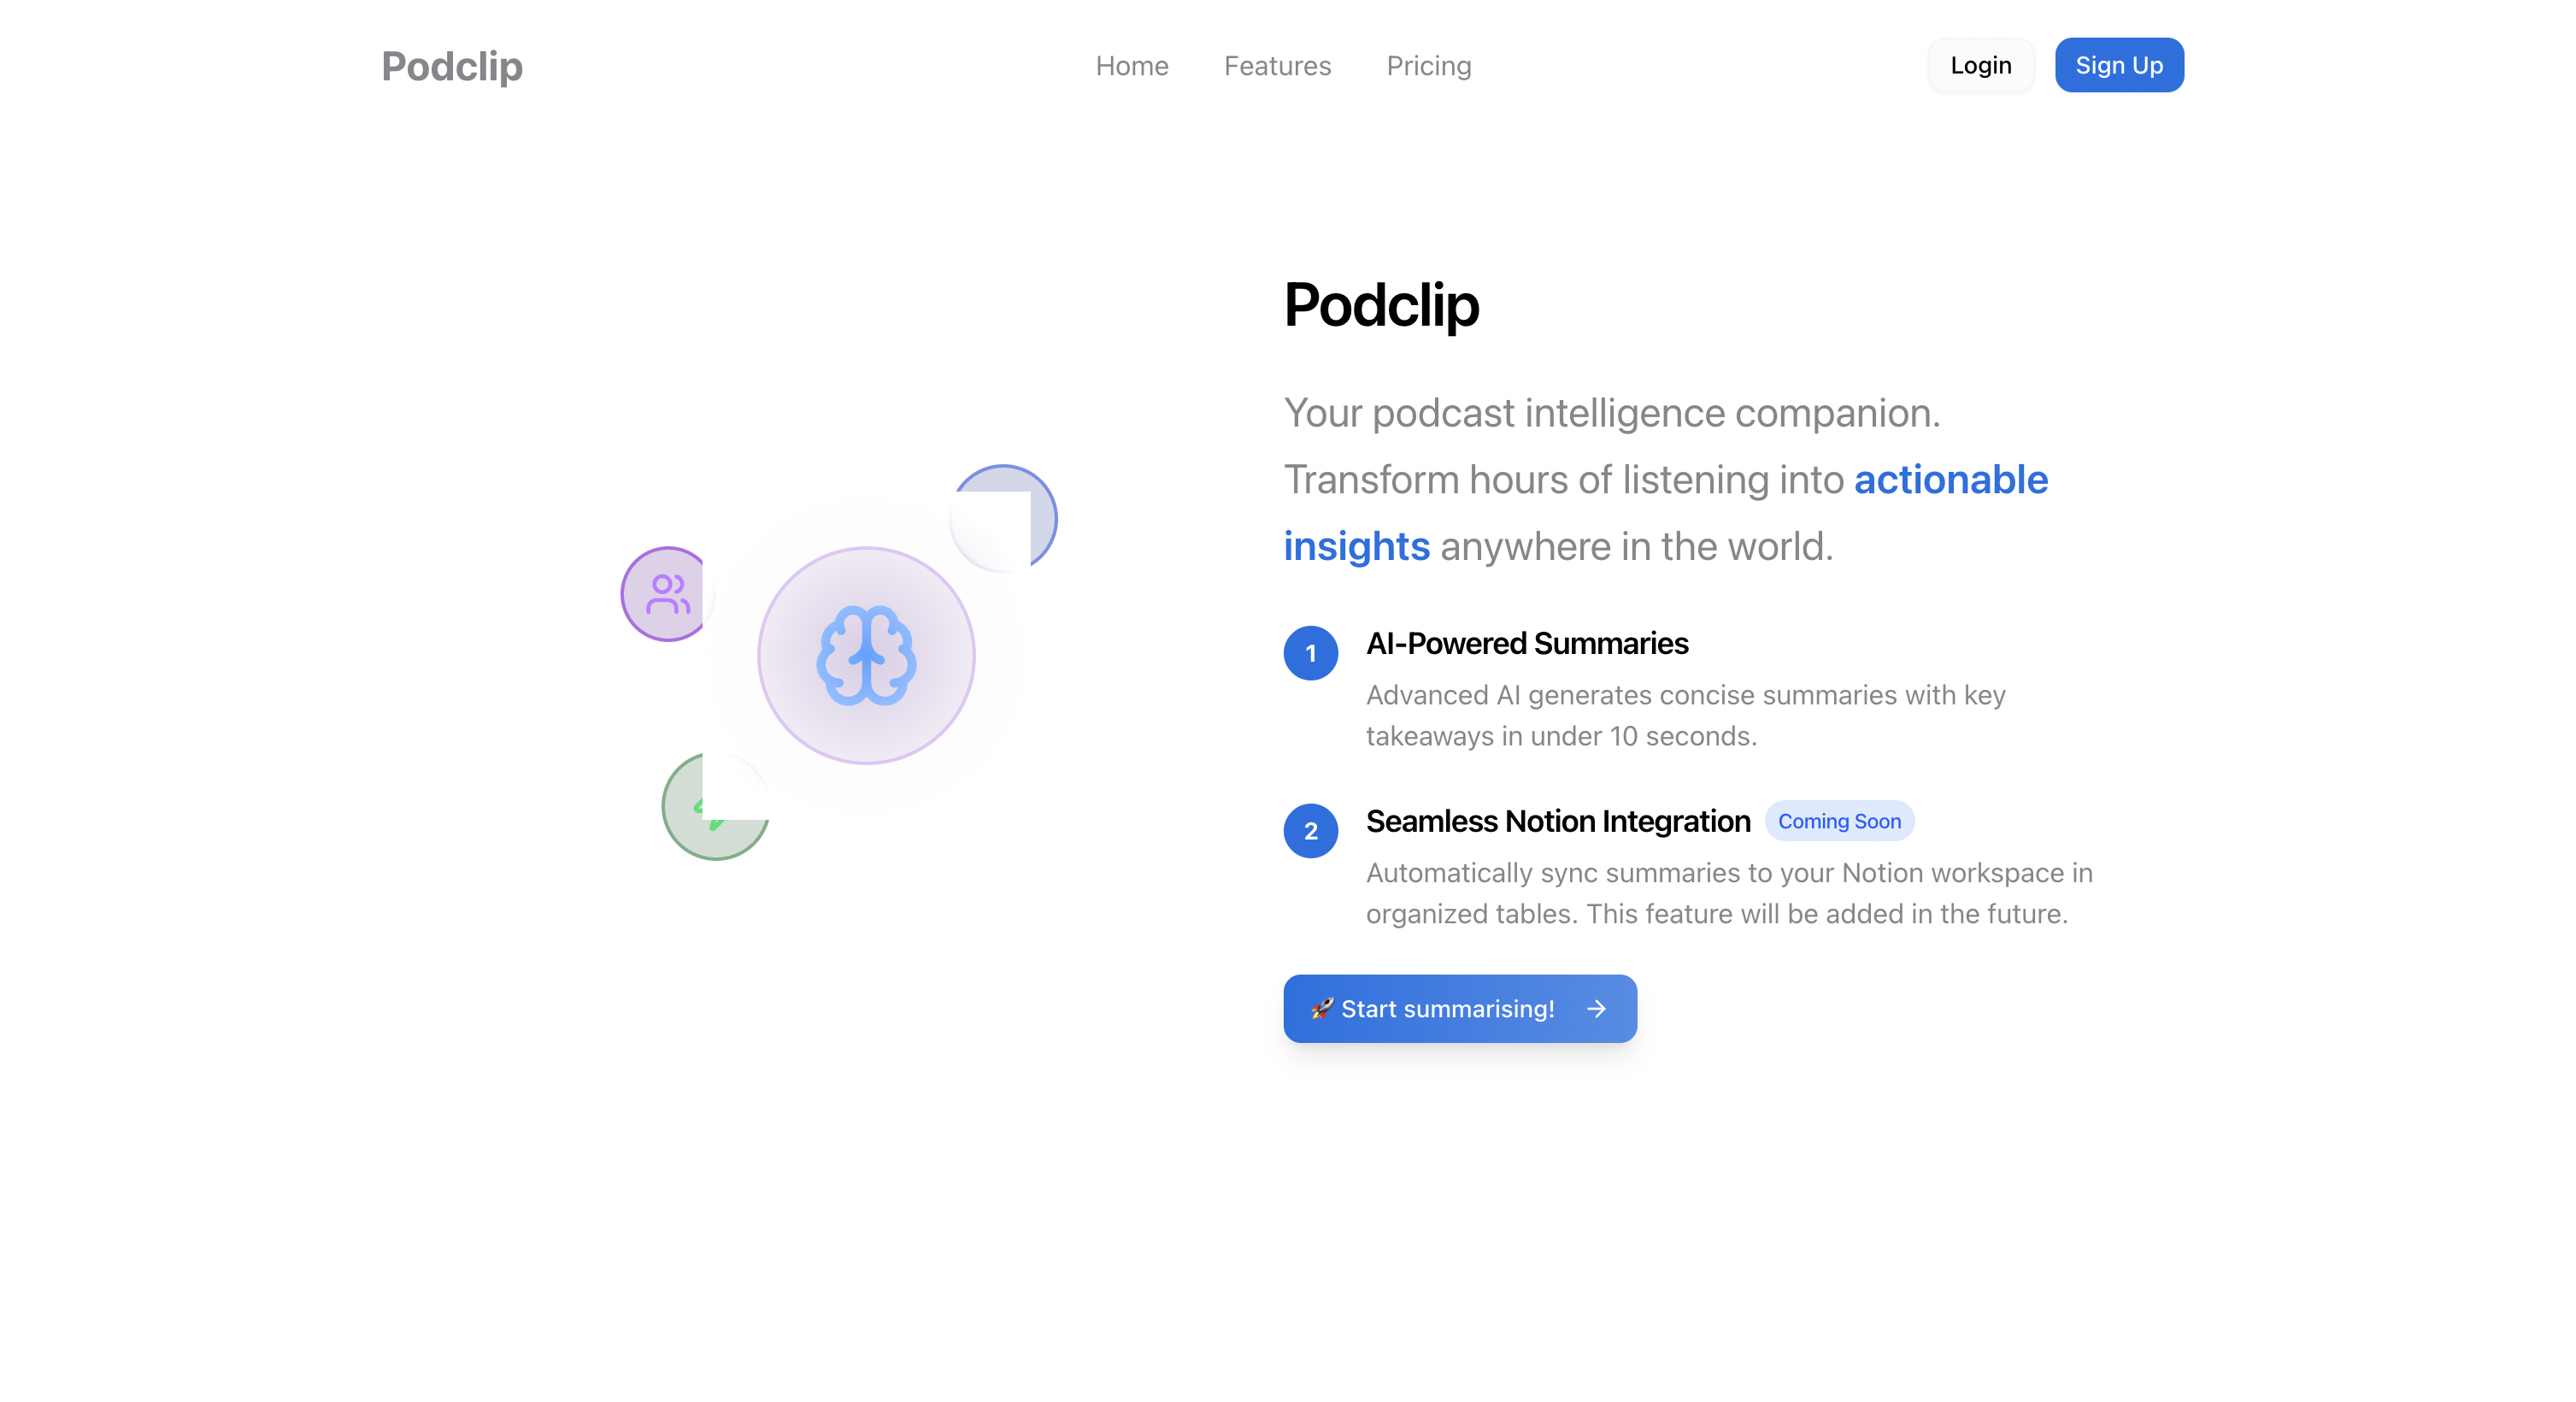 Podclip
Home
Features
Pricing
Login
Sign Up
Podclip
Your podcast intelligence companion.
Transform hours of listening into actionable
insights anywhere in the world.
1
AI-Powered Summaries
Advanced AI generates concise summaries with key
takeaways in under 10 seconds.
2
Seamless Notion Integration
Coming Soon
Automatically sync summaries to your Notion workspace in
organized tables. This feature will be added in the future.
🚀 Start summarising! →